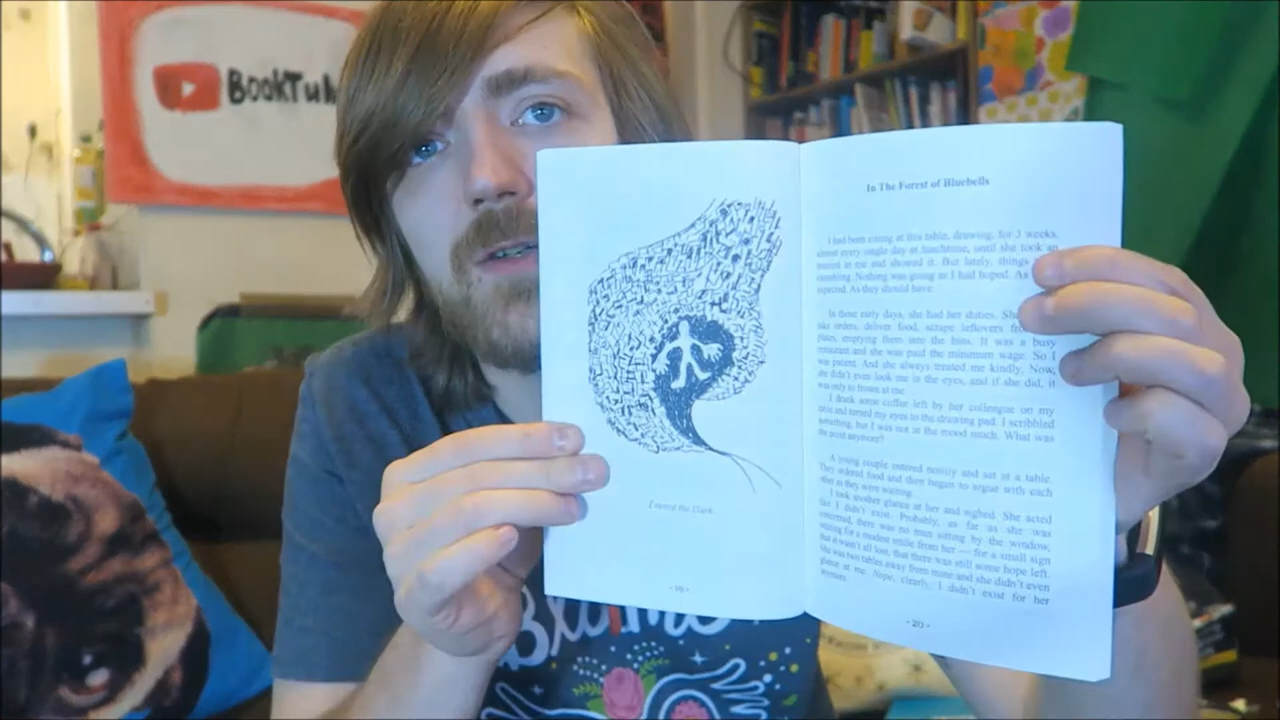 BookTub
In The Forest of Bluebells
I had been sitting at this table, drawing, for 3 weeks,
almost every single day at lunchtime, until she took an
interest in me and showed it. But lately, things
crumbling. Nothing was going as I had hoped. As
expected. As they should have.
In those early days, she had her duties. She
take orders, deliver food, scrape leftovers from
plates, emptying them into the bins. It was a busy
restaurant and she was paid the minimum wage. So I
was patient. And she always treated me kindly. Now,
she didn't even look me in the eyes, and if she did, it
was only to frown at me.
I drank some coffee left by her colleague on my
table and turned my eyes to the drawing pad. I scribbled
something, but I was not in the mood much. What was
the point anymore?
A young couple entered noisily and sat at a table.
They ordered food and then began to argue with each
other as they were waiting.
I took another glance at her and sighed. She acted
like I didn't exist. Probably, as far as she was
concerned, there was no man sitting by the window,
waiting for a modest smile from her — for a small sign
that it wasn't all lost, that there was still some hope left.
She was two tables away from mine and she didn't even
glance at me. Nope, clearly, I didn't exist for her
anymore.
the Dark
- 19 -
- 20 -
Blame